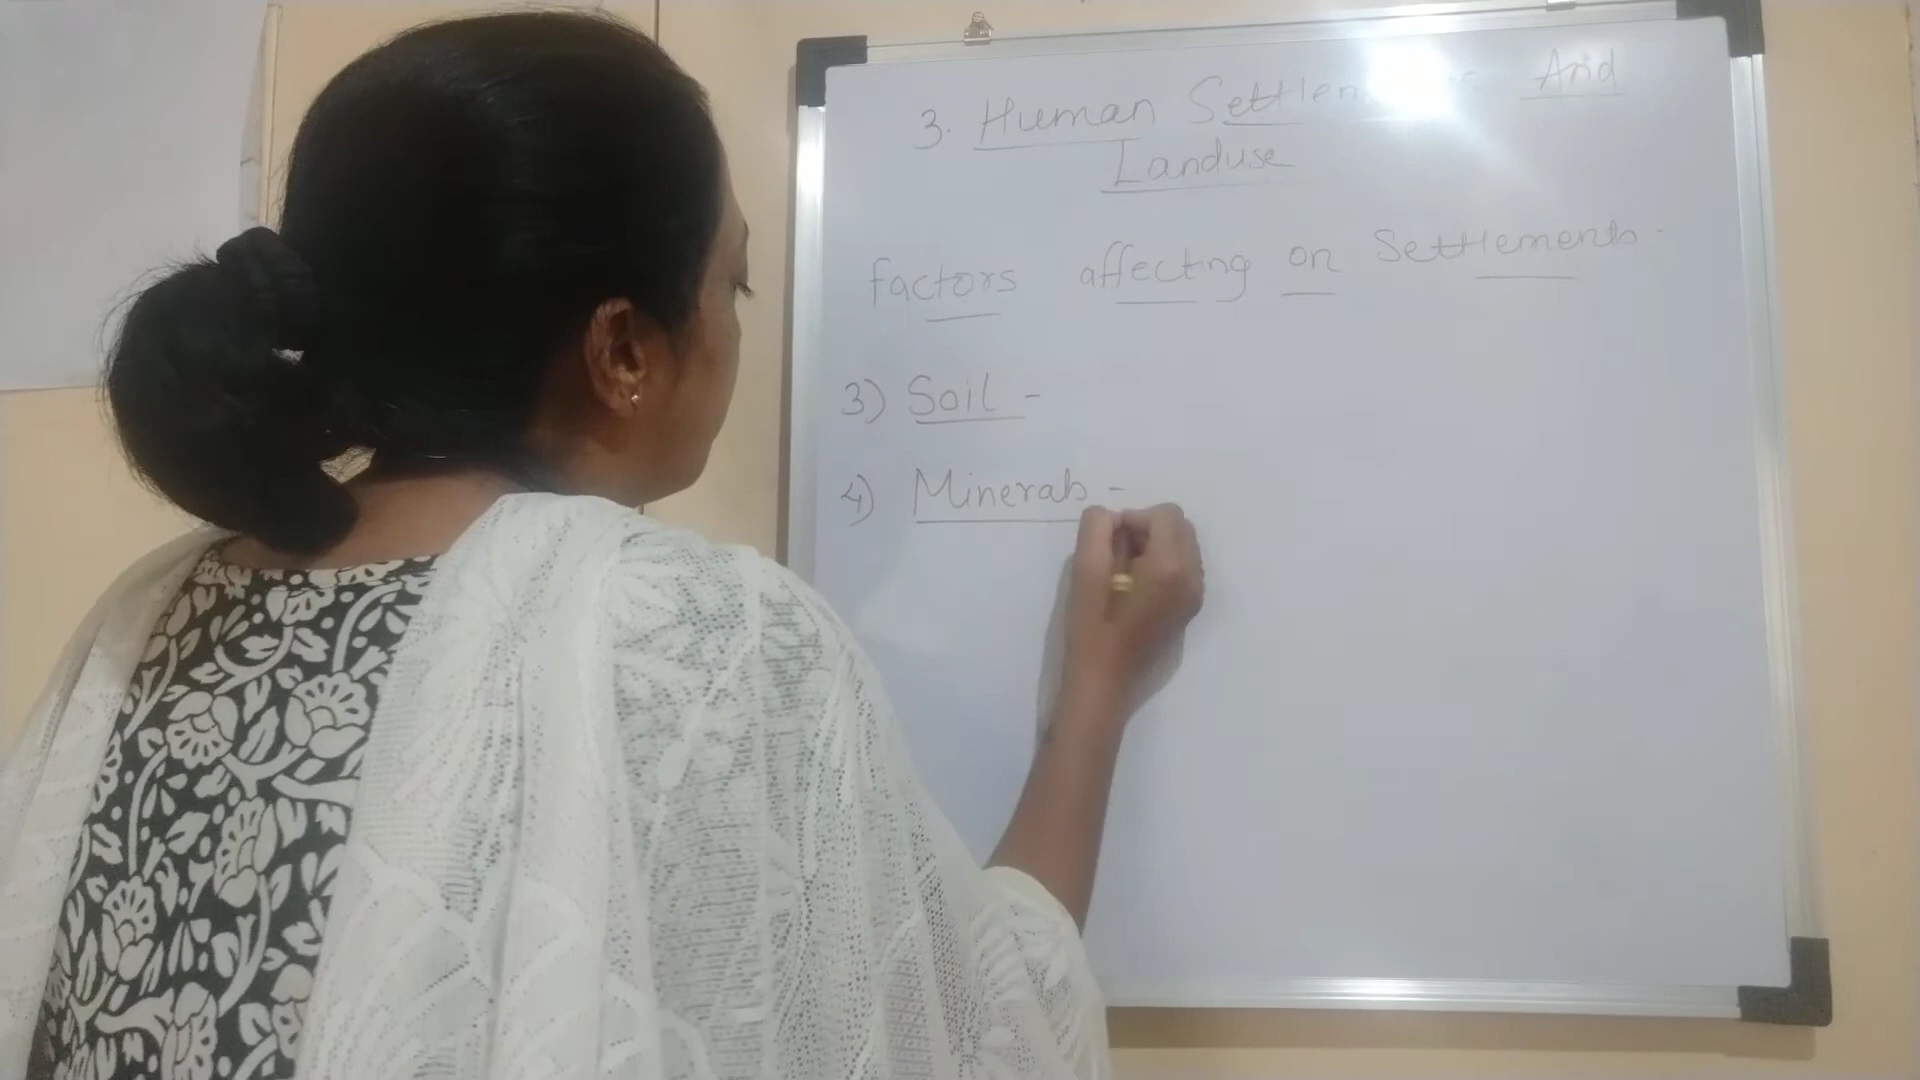 3. Human And
Landuse
factors affecting on Settlements.
3) Soil -
4) Minerals -